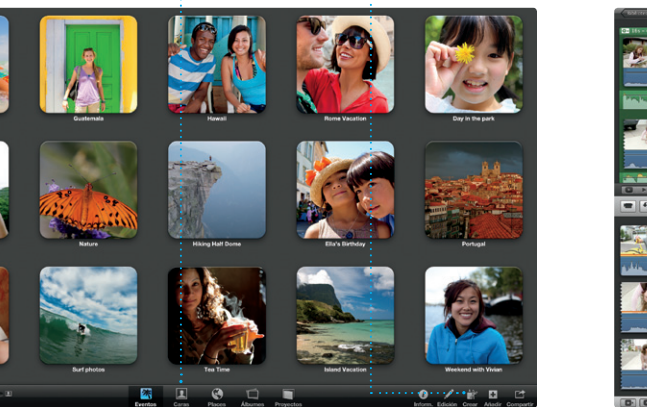 Guatemala
Hawaii
Rome Vacation
Day in the park
Nature
Hiking Half Dome
Ella's Birthday
Portugal
Surf photos
Tea Time
Island Vacation
Weekend with Vivian
Eventos Caras Places Álbumes Proyectos Inform. Edición Crear Añadir Compartir